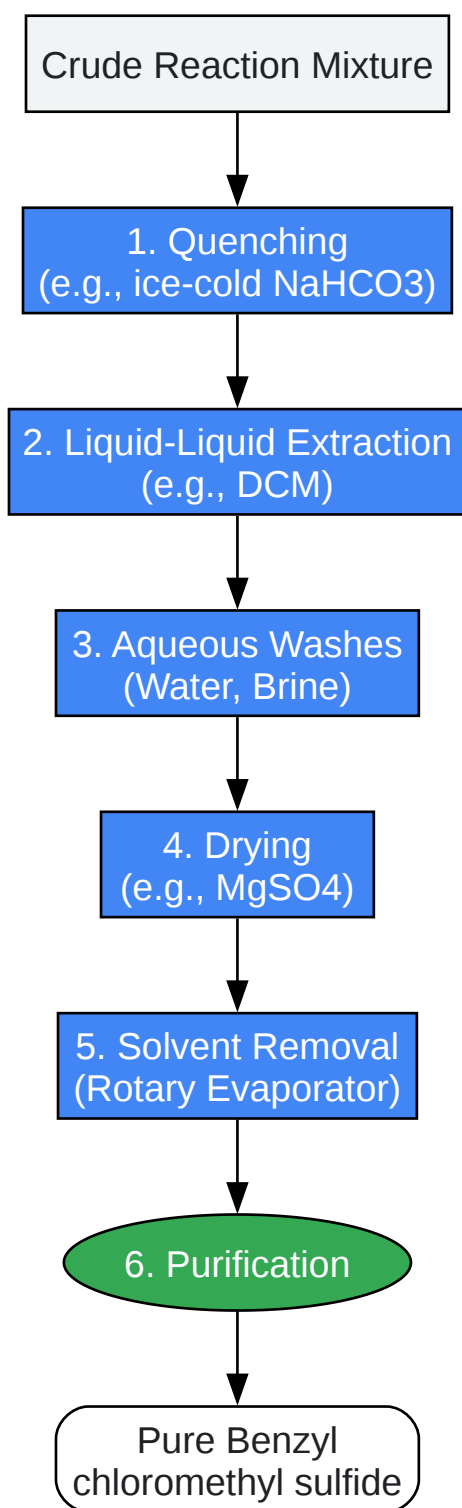 Crude Reaction Mixture
1. Quenching
(e.g., ice-cold NaHCO3)
2. Liquid-Liquid Extraction
(e.g., DCM)
3. Aqueous Washes
(Water, Brine)
4. Drying
(e.g., MgSO4)
5. Solvent Removal
(Rotary Evaporator)
6. Purification
Pure Benzyl
chloromethyl sulfide